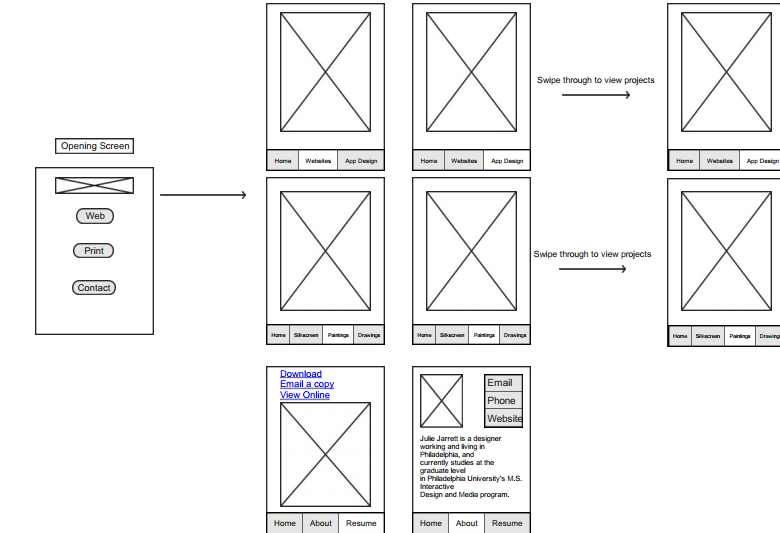 Opening Screen
Web
Print
Contact
Home Websites App Design
Home Websites App Design
Swipe through to view projects
Home Websites App Design
Home Silkscreen Paintings Drawings
Home Silkscreen Paintings Drawings
Swipe through to view projects
Home Silkscreen Paintings Drawings
Download
Email a copy
View Online
Home About Resume
Email
Phone
Website
Julie Jarrett is a designer
working and living in
Philadelphia, and
currently studies at the
graduate level
in Philadelphia University's M.S.
Interactive
Design and Media program.
Home About Resume